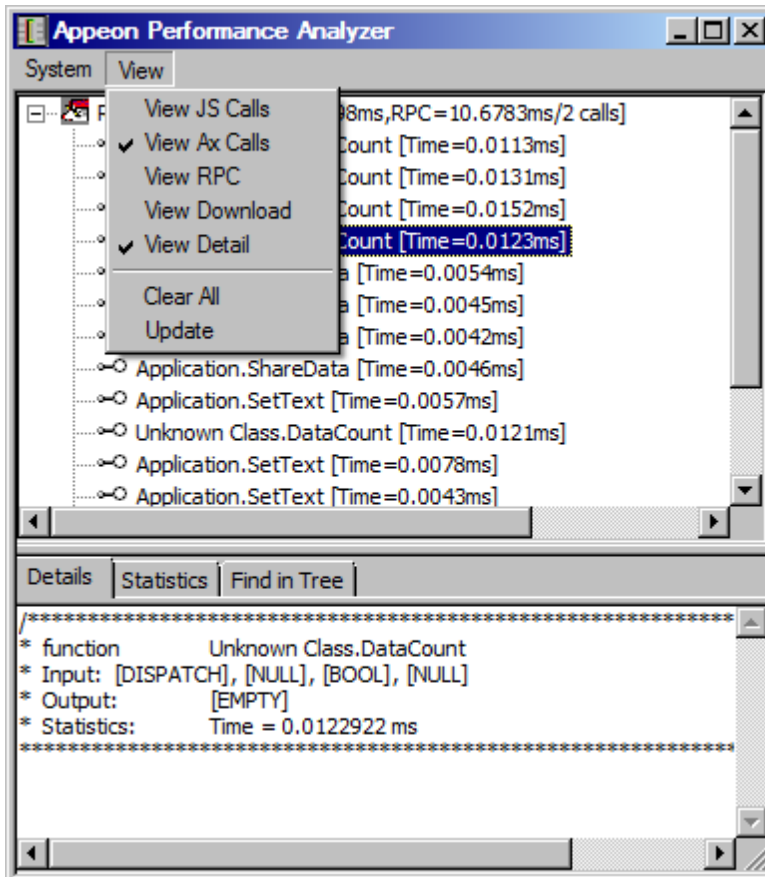 Appeon Performance Analyzer
System View
View JS Calls
View Ax Calls
View RPC
View Download
View Detail
Clear All
Update
98ms,RPC=10.6783ms/2 calls]
Count [Time=0.0113ms]
Count [Time=0.0131ms]
Count [Time=0.0152ms]
Count [Time=0.0123ms]
a [Time=0.0054ms]
a [Time=0.0045ms]
a [Time=0.0042ms]
Application.ShareData [Time=0.0046ms]
Application.SetText [Time=0.0057ms]
Unknown Class.DataCount [Time=0.0121ms]
Application.SetText [Time=0.0078ms]
Application.SetText [Time=0.0043ms]
Details Statistics Find in Tree
/***********************************************************
* function Unknown Class.DataCount
* Input: [DISPATCH], [NULL], [BOOL], [NULL]
* Output: [EMPTY]
* Statistics: Time = 0.0122922 ms
************************************************************